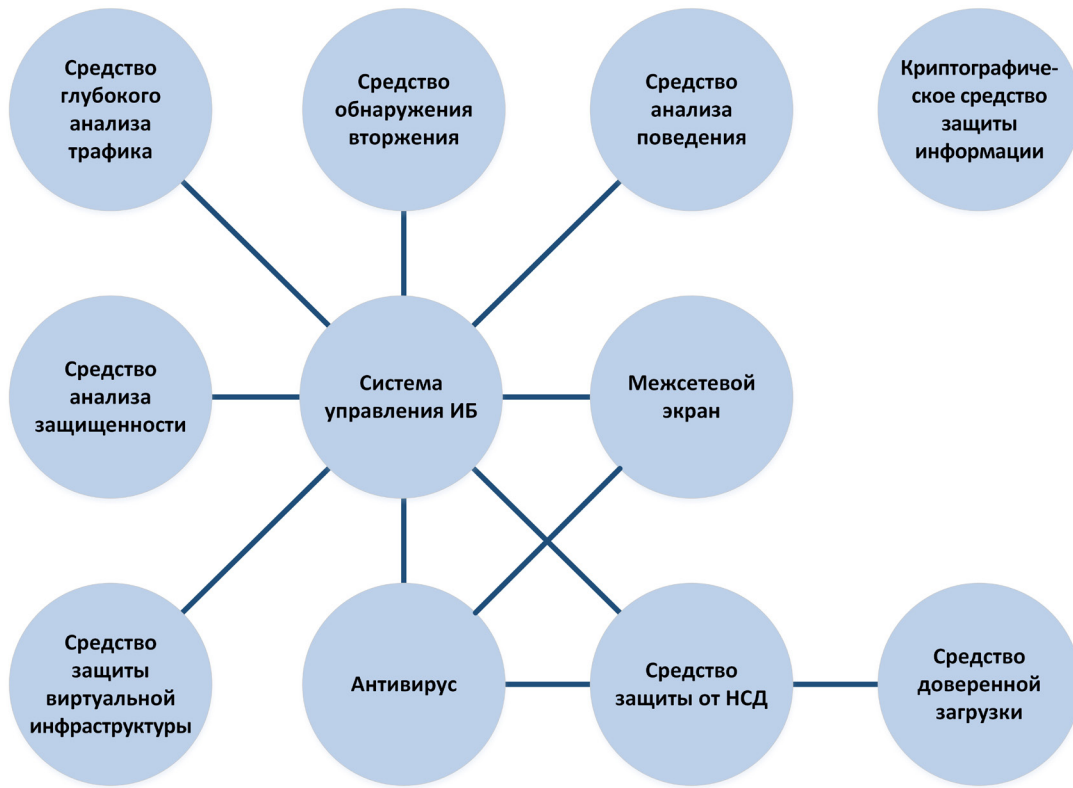 Средство
глубокого
анализа
трафика
Средство
обнаружения
вторжения
Средство
анализа
поведения
Криптографиче-
ское средство
защиты
информации
Средство
анализа
защищенности
Система
управления ИБ
Межсетевой
экран
Средство
защиты
виртуальной
инфраструктуры
Антивирус
Средство
защиты от НСД
Средство
доверенной
загрузки